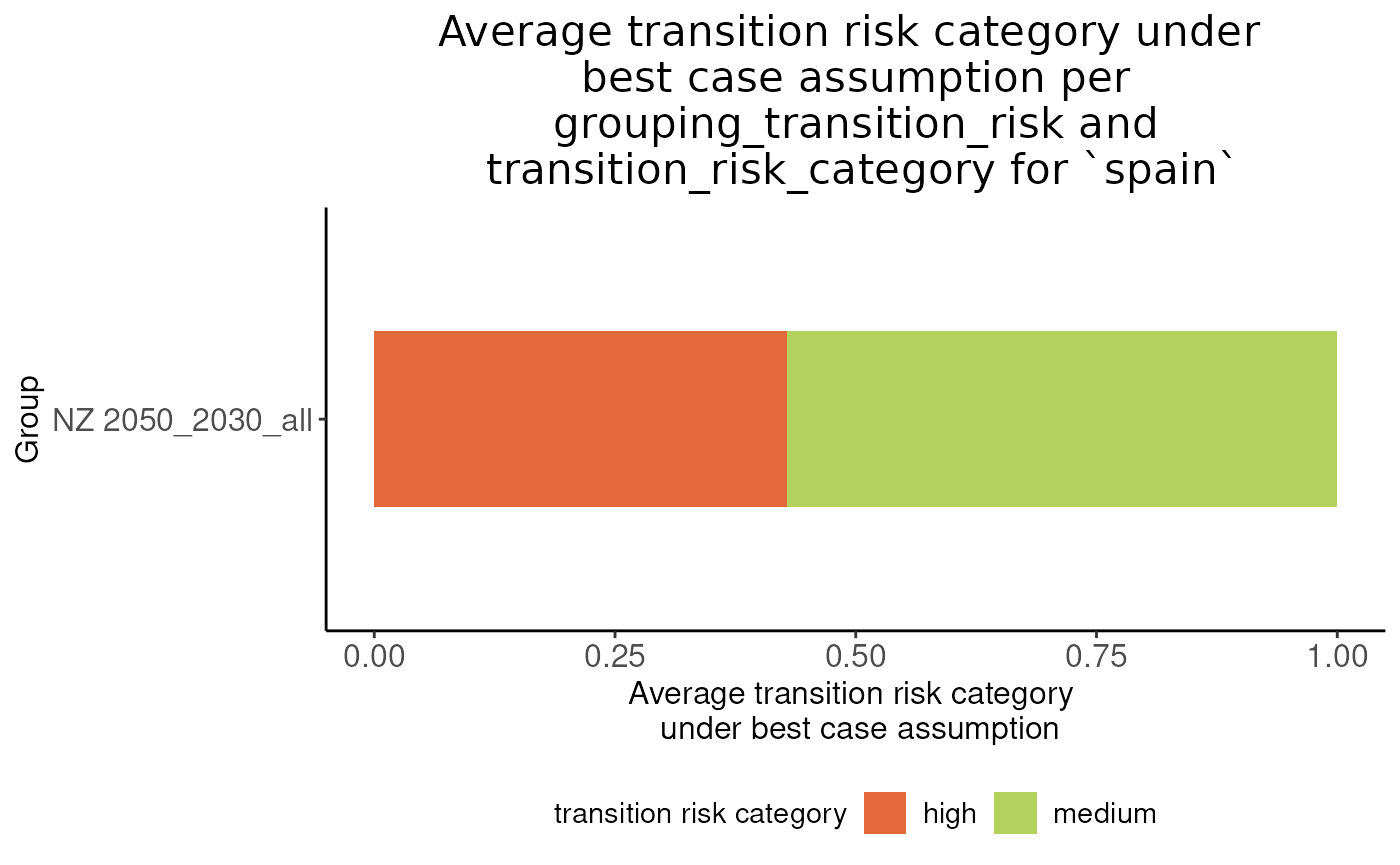 Average transition risk category under
best case assumption per
grouping_transition_risk and
transition_risk_category for `spain`
Group
NZ 2050_2030_all
0.00 0.25 0.50 0.75 1.00
Average transition risk category
under best case assumption
transition risk category high medium